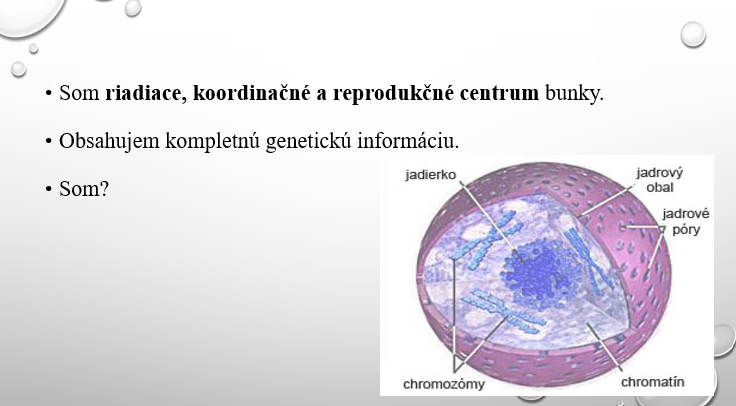 • Som riadiace, koordinačné a reprodukčné centrum bunky.
• Obsahujem kompletnú genetickú informáciu.
• Som?
jadierko
jadrový
obal
jadrové
póry
chromozómy
chromatín